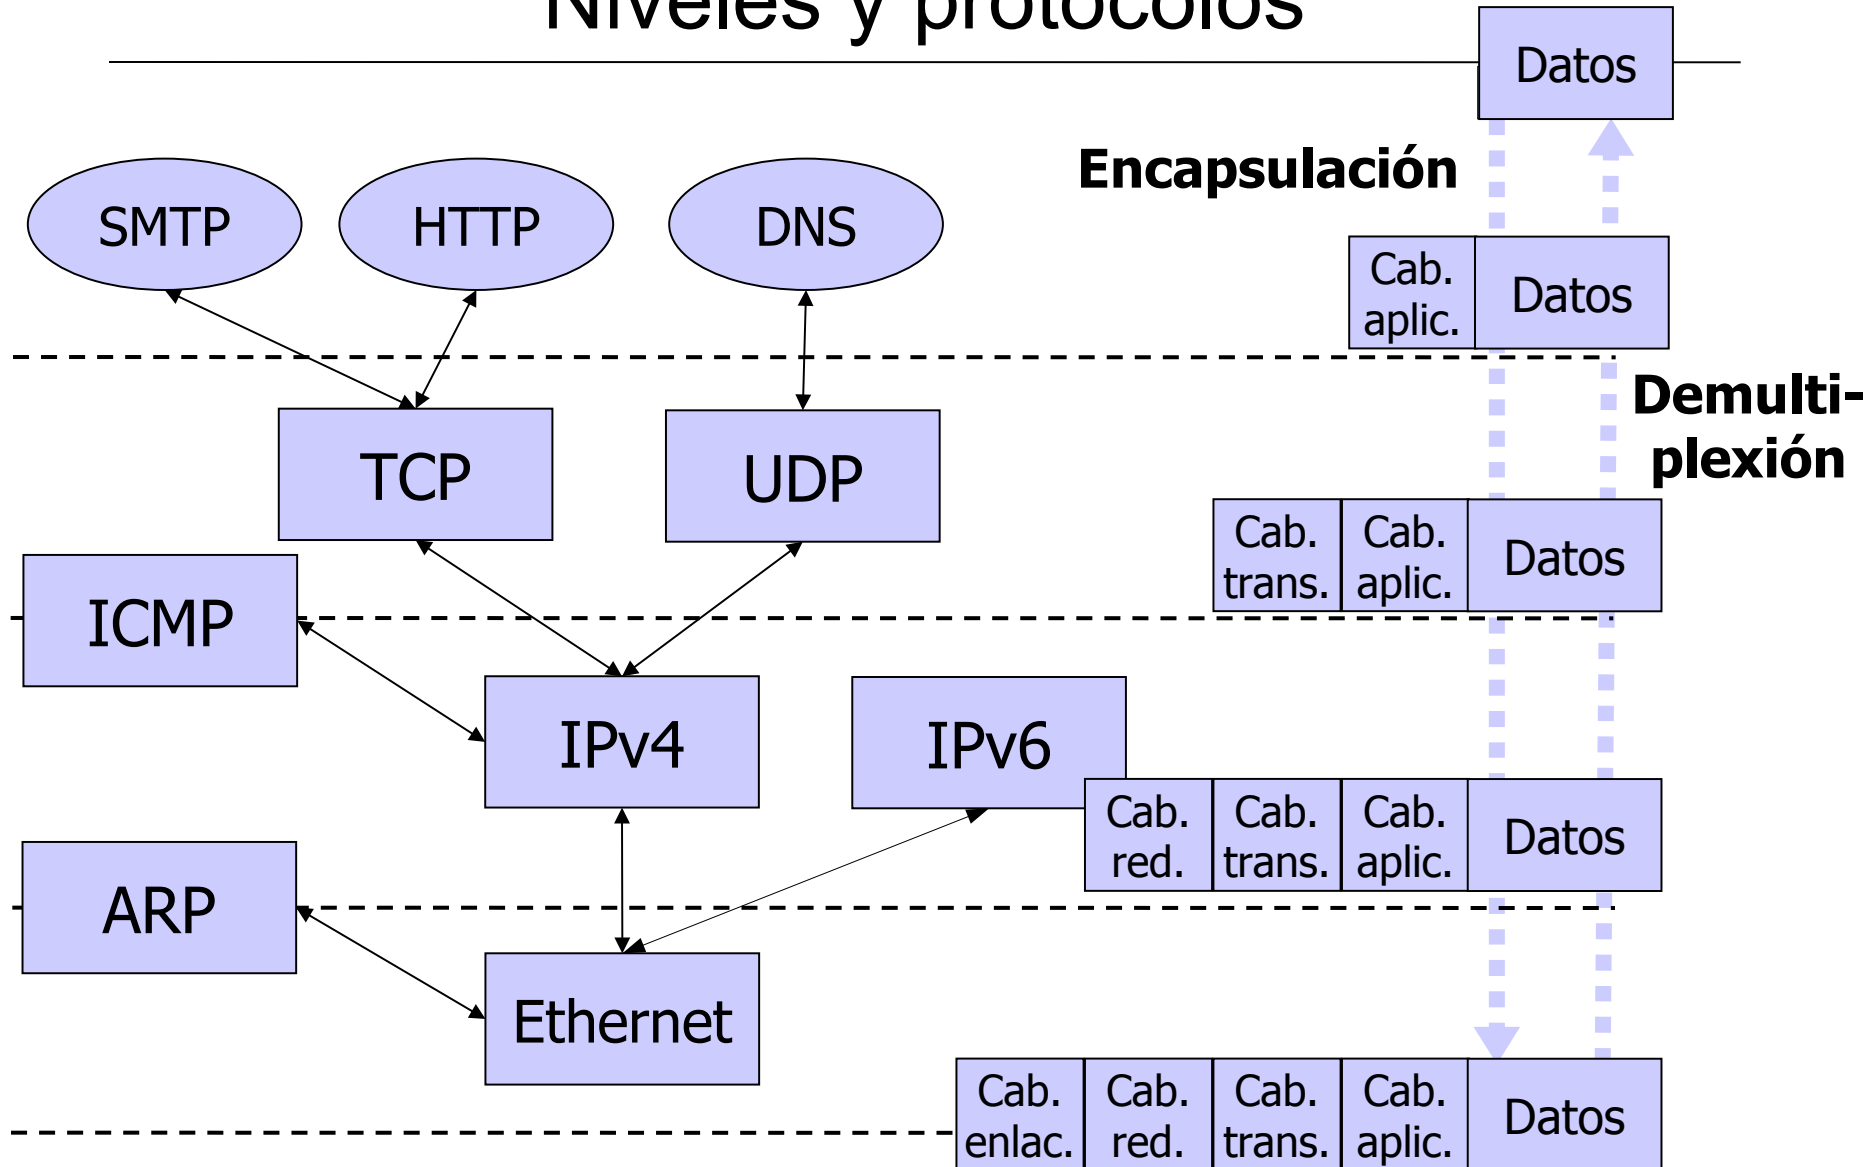 Niveles y protocolos
Datos
Encapsulación
SMTP
HTTP
DNS
Cab.
aplic.
Datos
Demulti-
plexión
TCP
UDP
Cab.
trans.
Cab.
aplic.
Datos
ICMP
IPv4
IPv6
Cab.
red.
Cab.
trans.
Cab.
aplic.
Datos
ARP
Ethernet
Cab.
enlac.
Cab.
red.
Cab.
trans.
Cab.
aplic.
Datos